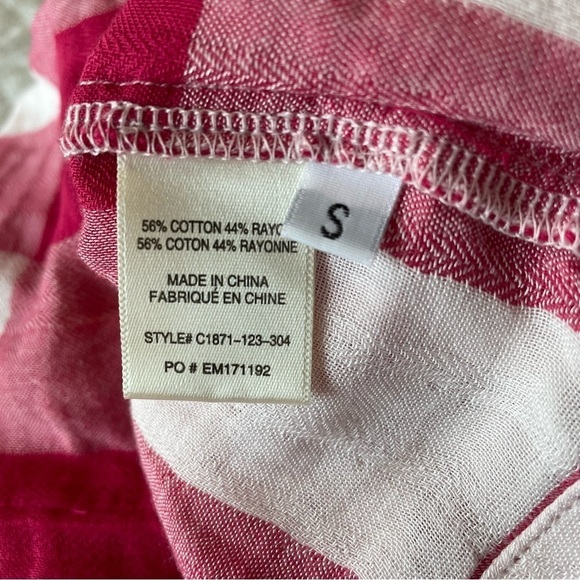 56% COTTON 44% RAYO
56% COTON 44% RAYONNE
S
MADE IN CHINA
FABRIQUÉ EN CHINE
STYLE# C1871-123-304
PO # EM171192